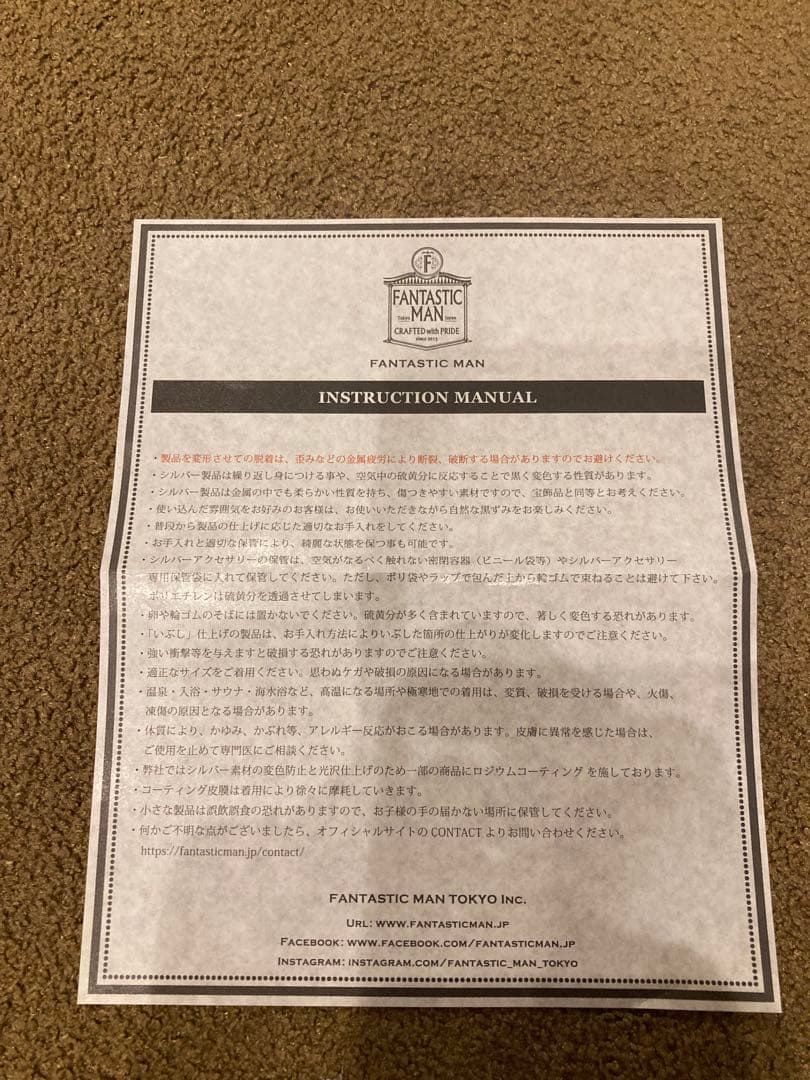 F
FANTASTIC
MAN
Tokyo Japan
CRAFTED with PRIDE
since 2013
FANTASTIC MAN
INSTRUCTION MANUAL
・製品を変形させての脱着は、歪みなどの金属疲労により断裂、破断する場合がありますのでお避けください。
・シルバー製品は繰り返し身につける事や、空気中の硫黄分に反応することで黒く変色する性質があります。
・シルバー製品は金属の中でも柔らかい性質を持ち、傷つきやすい素材ですので、宝飾品と同等とお考えください。
・使い込んだ雰囲気をお好みのお客様は、お使いいただきながら自然な黒ずみをお楽しみください。
・普段から製品の仕上げに応じた適切なお手入れをしてください。
・お手入れと適切な保管により、綺麗な状態を保つ事も可能です。
・シルバーアクセサリーの保管は、空気がなるべく触れない密閉容器（ビニール袋等）やシルバーアクセサリー
専用保管袋に入れて保管してください。ただし、ポリ袋やラップで包んだ上から輪ゴムで束ねることは避けて下さい。
ポリエチレンは硫黄分を透過させてしまいます。
・卵や輪ゴムのそばには置かないでください。硫黄分が多く含まれていますので、著しく変色する恐れがあります。
・「いぶし」仕上げの製品は、お手入れ方法によりいぶした箇所の仕上がりが変化しますのでご注意ください。
・強い衝撃等を与えますと破損する恐れがありますのでご注意ください。
・適正なサイズをご着用ください。思わぬケガや破損の原因になる場合があります。
・温泉・入浴・サウナ・海水浴など、高温になる場所や極寒地での着用は、変質、破損を受ける場合や、火傷、
凍傷の原因となる場合があります。
・体質により、かゆみ、かぶれ等、アレルギー反応がおこる場合があります。皮膚に異常を感じた場合は、
ご使用を止めて専門医にご相談ください。
・弊社ではシルバー素材の変色防止と光沢仕上げのため一部の商品にロジウムコーティング を施しております。
・コーティング皮膜は着用により徐々に摩耗していきます。
・小さな製品は誤飲誤食の恐れがありますので、お子様の手の届かない場所に保管してください。
・何かご不明な点がございましたら、オフィシャルサイトの CONTACT よりお問い合わせください。
https://fantasticman.jp/contact/
FANTASTIC MAN TOKYO Inc.
URL: WWW.FANTASTICMAN.JP
FACEBOOK: WWW.FACEBOOK.COM/FANTASTICMAN.JP
INSTAGRAM: INSTAGRAM.COM/FANTASTIC_MAN_TOKYO